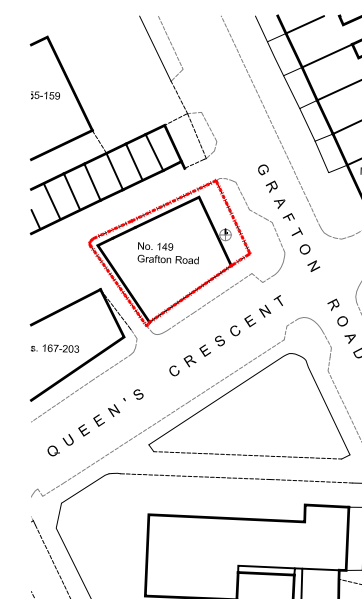 55-159
No. 149
Grafton Road
GRAFTON ROAD
s. 167-203
QUEEN'S CRESCENT